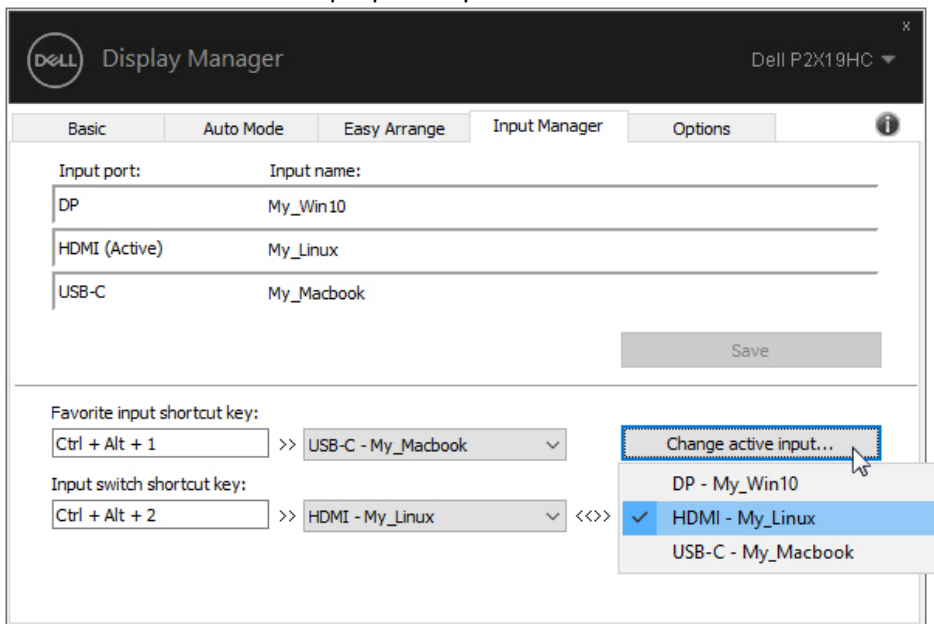 x
DELL Display Manager Dell P2X19HC
Basic Auto Mode Easy Arrange Input Manager Options i
Input port: Input name:
DP My_Win10
HDMI (Active) My_Linux
USB-C My_Macbook
Save
Favorite input shortcut key:
Ctrl + Alt + 1 >> USB-C - My_Macbook Change active input...
Input switch shortcut key:
DP - My_Win10
Ctrl + Alt + 2 >> HDMI - My_Linux <<>> HDMI - My_Linux
USB-C - My_Macbook